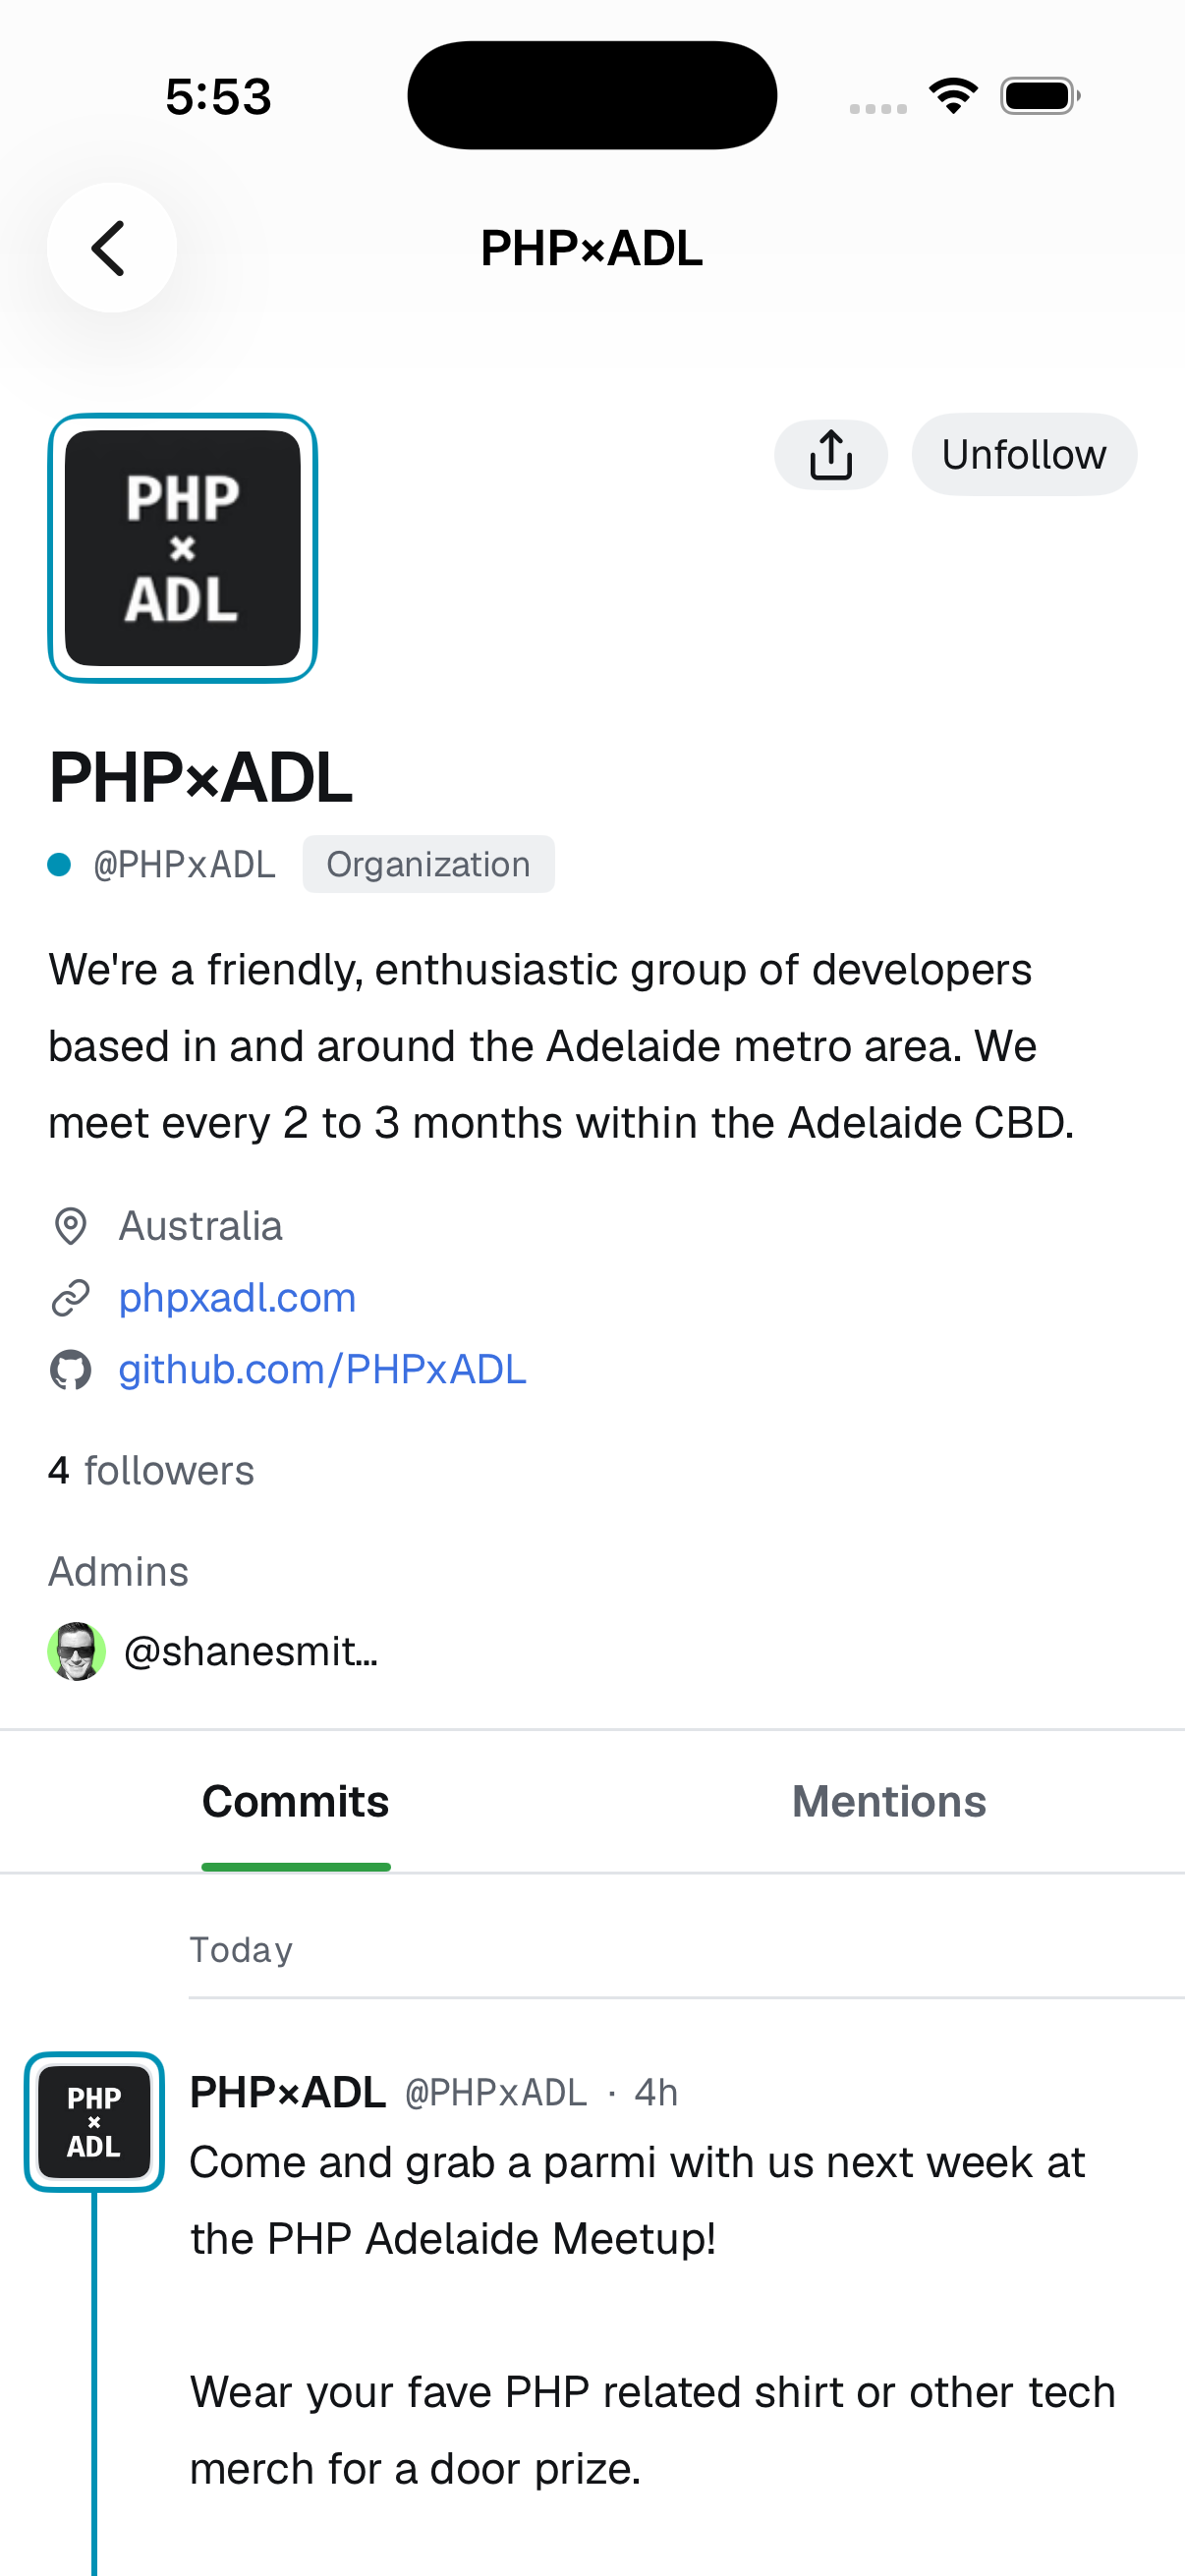 5:53
PHP×ADL
PHP
×
ADL
Unfollow
PHP×ADL
@PHPxADL Organization
We're a friendly, enthusiastic group of developers
based in and around the Adelaide metro area. We
meet every 2 to 3 months within the Adelaide CBD.
Australia
phpxadl.com
github.com/PHPxADL
4 followers
Admins
@shanesmit...
Commits Mentions
Today
PHP
×
ADL
PHP×ADL @PHPxADL · 4h
Come and grab a parmi with us next week at
the PHP Adelaide Meetup!
Wear your fave PHP related shirt or other tech
merch for a door prize.